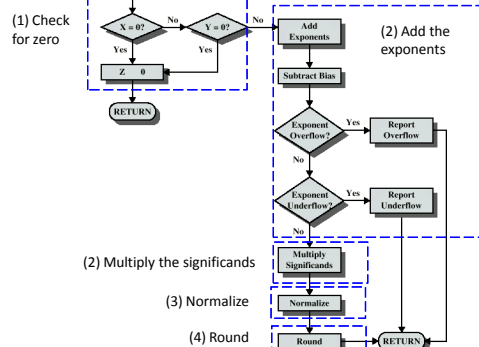 (1) Check
for zero
X = 0?
No
Y = 0?
No
Add
Exponents
(2) Add the
exponents
Yes
Yes
Z 0
Subtract Bias
RETURN
Exponent
Overflow?
Yes
Report
Overflow
No
Exponent
Underflow?
Yes
Report
Underflow
No
(2) Multiply the significands
Multiply
Significands
(3) Normalize
Normalize
(4) Round
Round
RETURN